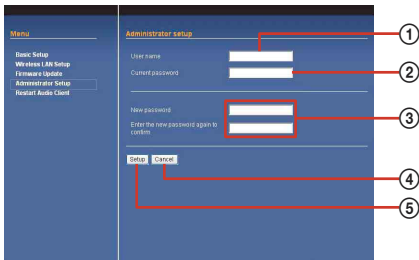 Menu
Basic Setup
Wireless LAN Setup
Firmware Update
Administrator Setup
Restart Audio Client
Administrator setup
User name
Current password
New password
Enter the new password again to
confirm
Setup Cancel
①
②
③
④
⑤